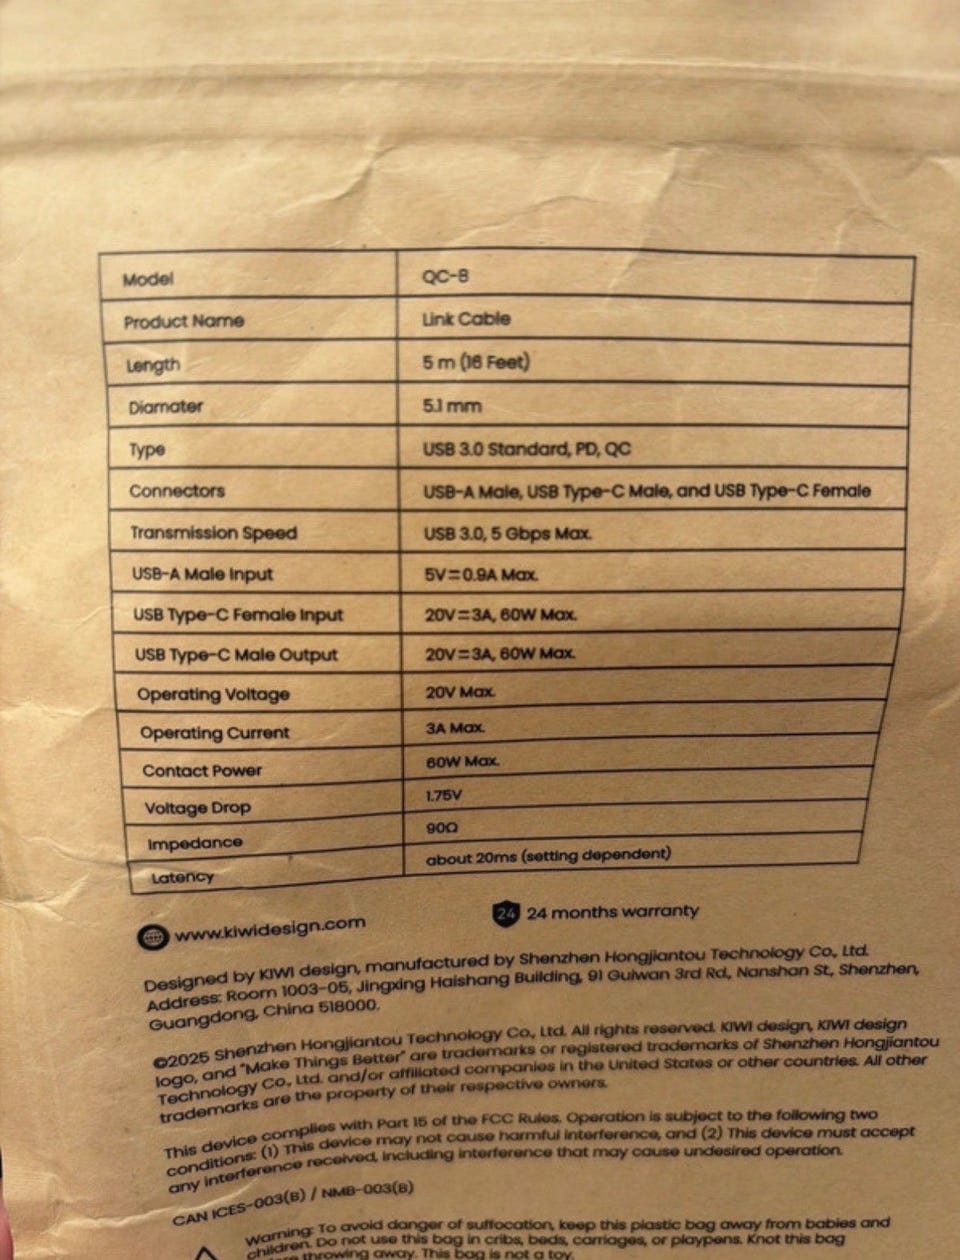 Model QC-8
Product Name Link Cable
Length 5 m (16 Feet)
Diamater 5.1 mm
Type USB 3.0 Standard, PD, QC
Connectors USB-A Male, USB Type-C Male, and USB Type-C Female
Transmission Speed USB 3.0, 5 Gbps Max.
USB-A Male Input 5V⎓0.9A Max.
USB Type-C Female Input 20V⎓3A, 60W Max.
USB Type-C Male Output 20V⎓3A, 60W Max.
Operating Voltage 20V Max.
Operating Current 3A Max.
Contact Power 60W Max.
Voltage Drop 1.75V
Impedance 90Ω
Latency about 20ms (setting dependent)
www.kiwidesign.com
24 24 months warranty
Designed by KIWI design, manufactured by Shenzhen Hongjiantou Technology Co., Ltd.
Address: Room 1003-05, Jingxing Haishang Building, 91 Guiwan 3rd Rd., Nanshan St., Shenzhen,
Guangdong, China 518000.
©2025 Shenzhen Hongjiantou Technology Co., Ltd. All rights reserved. KIWI design, KIWI design
logo, and "Make Things Better" are trademarks or registered trademarks of Shenzhen Hongjiantou
Technology Co., Ltd. and/or affiliated companies in the United States or other countries. All other
trademarks are the property of their respective owners.
This device complies with Part 15 of the FCC Rules. Operation is subject to the following two
conditions: (1) This device may not cause harmful interference, and (2) This device must accept
any interference received, including interference that may cause undesired operation.
CAN ICES-003(B) / NMB-003(B)
Warning: To avoid danger of suffocation, keep this plastic bag away from babies and
children. Do not use this bag in cribs, beds, carriages, or playpens. Knot this bag
throwing away. This bag is not a toy.